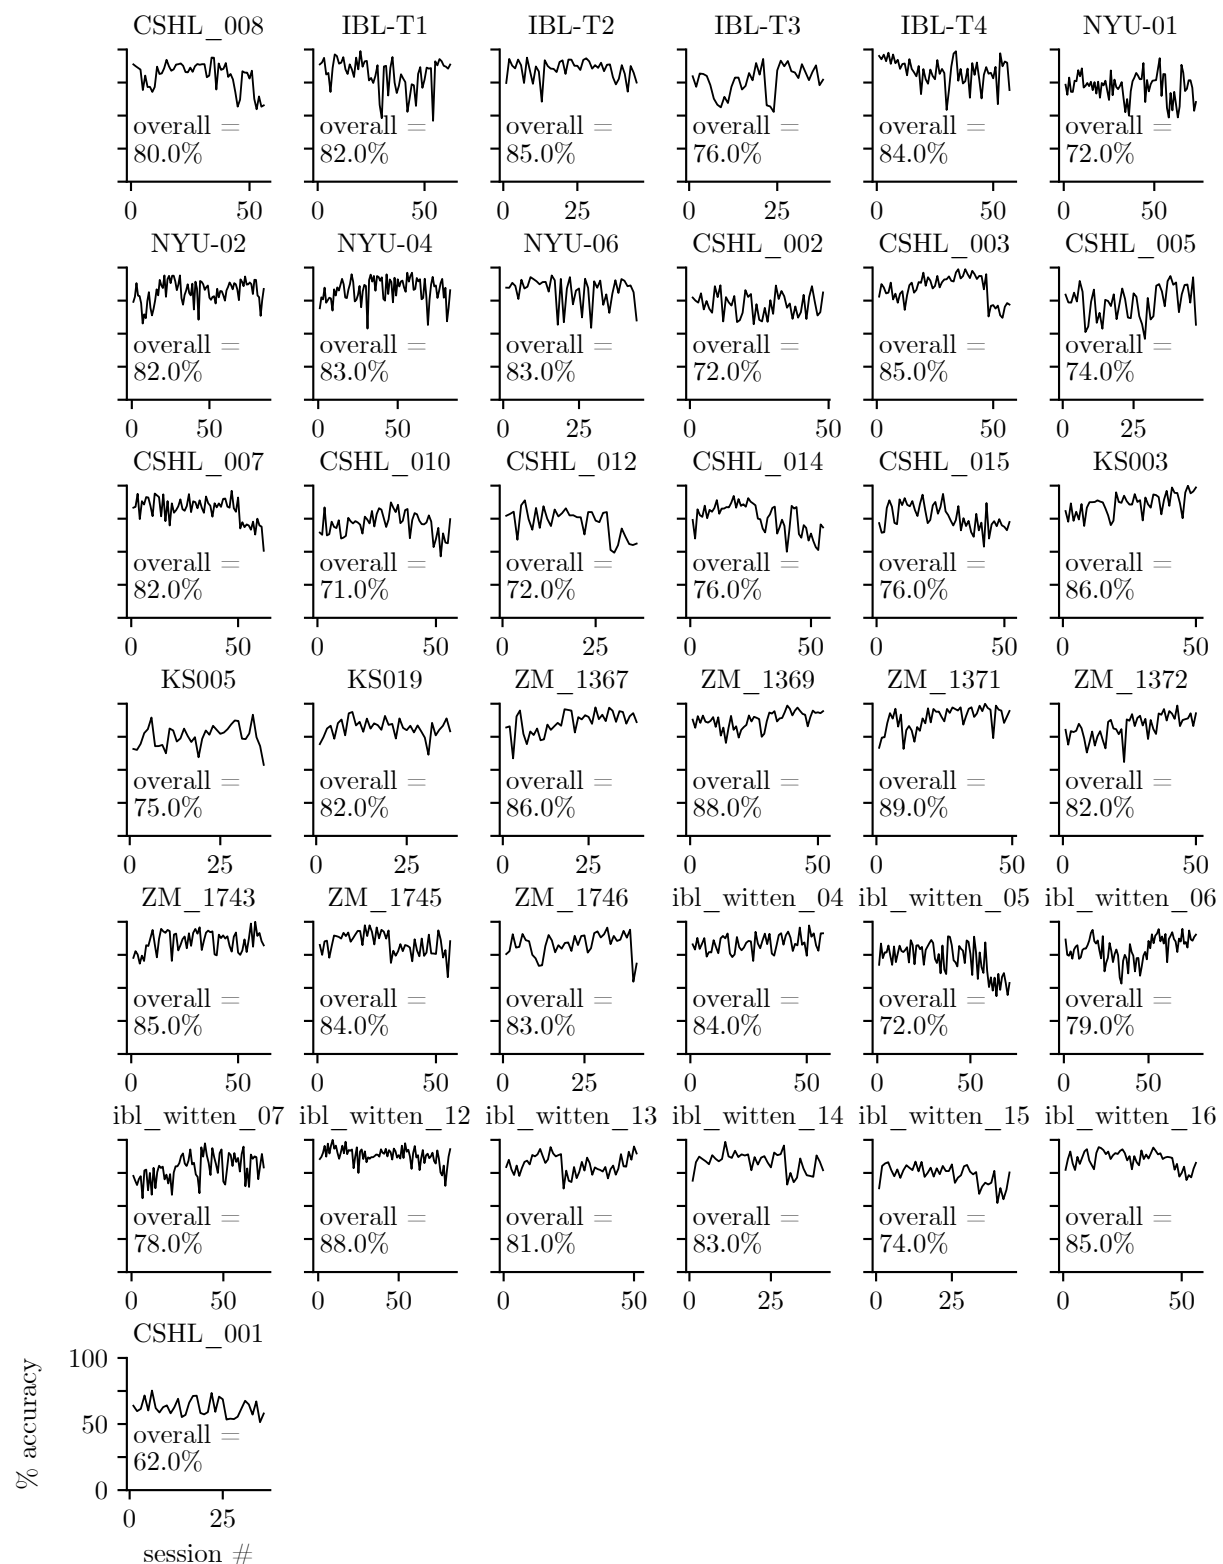 CSHL_008 IBL-T1 IBL-T2 IBL-T3 IBL-T4 NYU-01
overall = overall = overall = overall = overall = overall =
80.0% 82.0% 85.0% 76.0% 84.0% 72.0%
0 50 0 50 0 25 0 25 0 50 0 50
NYU-02 NYU-04 NYU-06 CSHL_002 CSHL_003 CSHL_005
overall = overall = overall = overall = overall = overall =
82.0% 83.0% 83.0% 72.0% 85.0% 74.0%
0 50 0 50 0 25 0 50 0 50 0 25
CSHL_007 CSHL_010 CSHL_012 CSHL_014 CSHL_015 KS003
overall = overall = overall = overall = overall = overall =
82.0% 71.0% 72.0% 76.0% 76.0% 86.0%
0 50 0 50 0 25 0 50 0 50 0 50
KS005 KS019 ZM_1367 ZM_1369 ZM_1371 ZM_1372
overall = overall = overall = overall = overall = overall =
75.0% 82.0% 86.0% 88.0% 89.0% 82.0%
0 25 0 25 0 25 0 50 0 50 0 50
ZM_1743 ZM_1745 ZM_1746 ibl_witten_04 ibl_witten_05 ibl_witten_06
overall = overall = overall = overall = overall = overall =
85.0% 84.0% 83.0% 84.0% 72.0% 79.0%
0 50 0 50 0 25 0 50 0 50 0 50
ibl_witten_07 ibl_witten_12 ibl_witten_13 ibl_witten_14 ibl_witten_15 ibl_witten_16
overall = overall = overall = overall = overall = overall =
78.0% 88.0% 81.0% 83.0% 74.0% 85.0%
0 50 0 50 0 50 0 25 0 25 0 50
CSHL_001
% accuracy
100
50
0
overall =
62.0%
0 25
session #